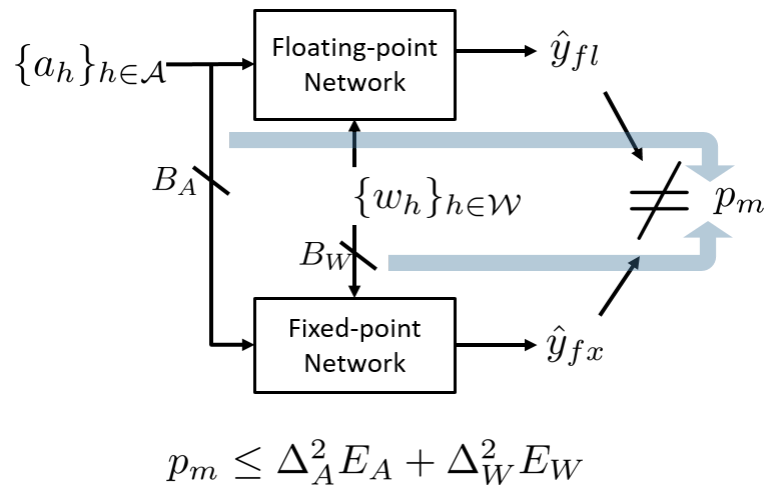 Floating-point
Network
{a_h}_{h∈𝒜}
ŷ_{fl}
B_A
{w_h}_{h∈𝒲}
≠ p_m
B_W
Fixed-point
Network
ŷ_{fx}
p_m ≤ Δ_A^2 E_A + Δ_W^2 E_W